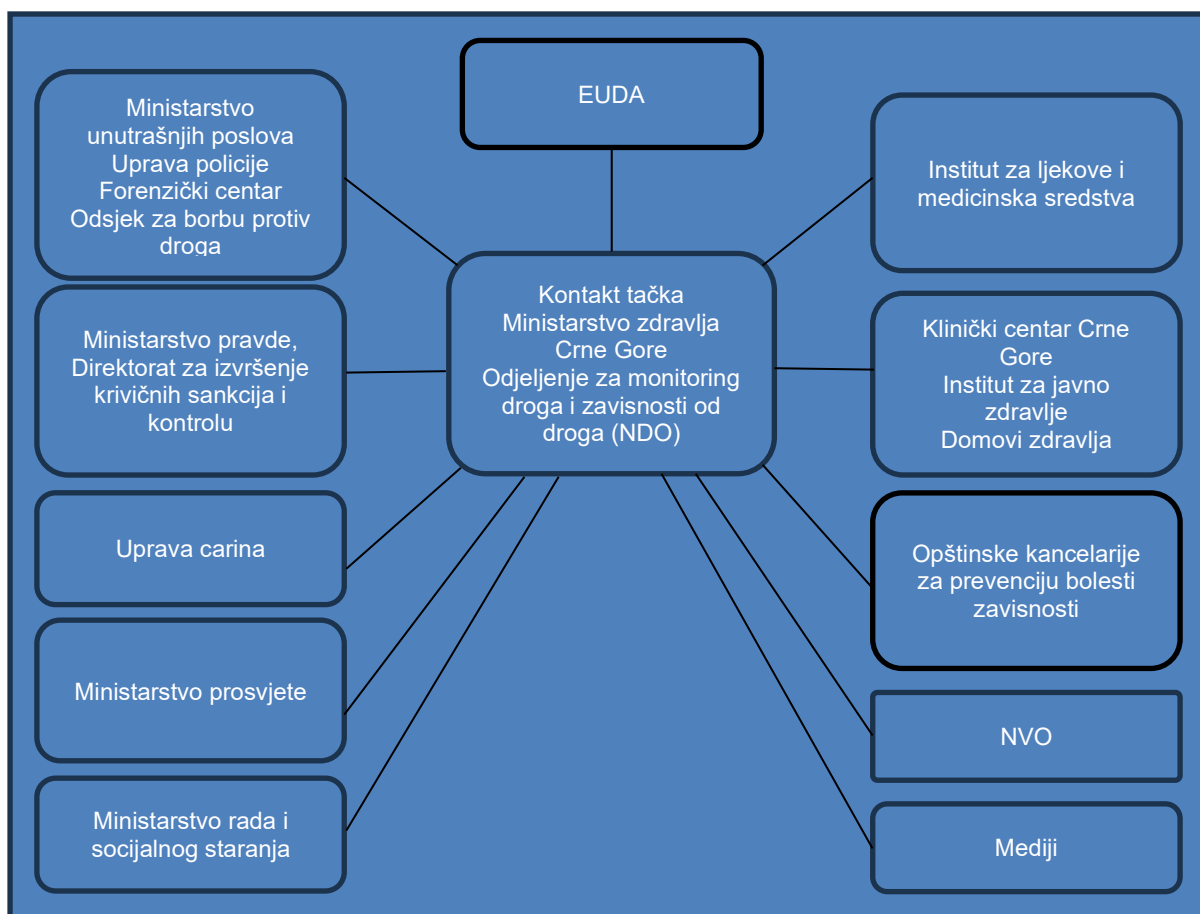 EUDA
Ministarstvo
unutrašnjih poslova
Uprava policije
Forenzički centar
Odsjek za borbu protiv
droga
Institut za ljekove i
medicinska sredstva
Kontakt tačka
Ministarstvo zdravlja
Crne Gore
Odjeljenje za monitoring
droga i zavisnosti od
droga (NDO)
Ministarstvo pravde,
Direktorat za izvršenje
krivičnih sankcija i
kontrolu
Klinički centar Crne
Gore
Institut za javno
zdravlje
Domovi zdravlja
Uprava carina
Opštinske kancelarije
za prevenciju bolesti
zavisnosti
Ministarstvo prosvjete
NVO
Ministarstvo rada i
socijalnog staranja
Mediji